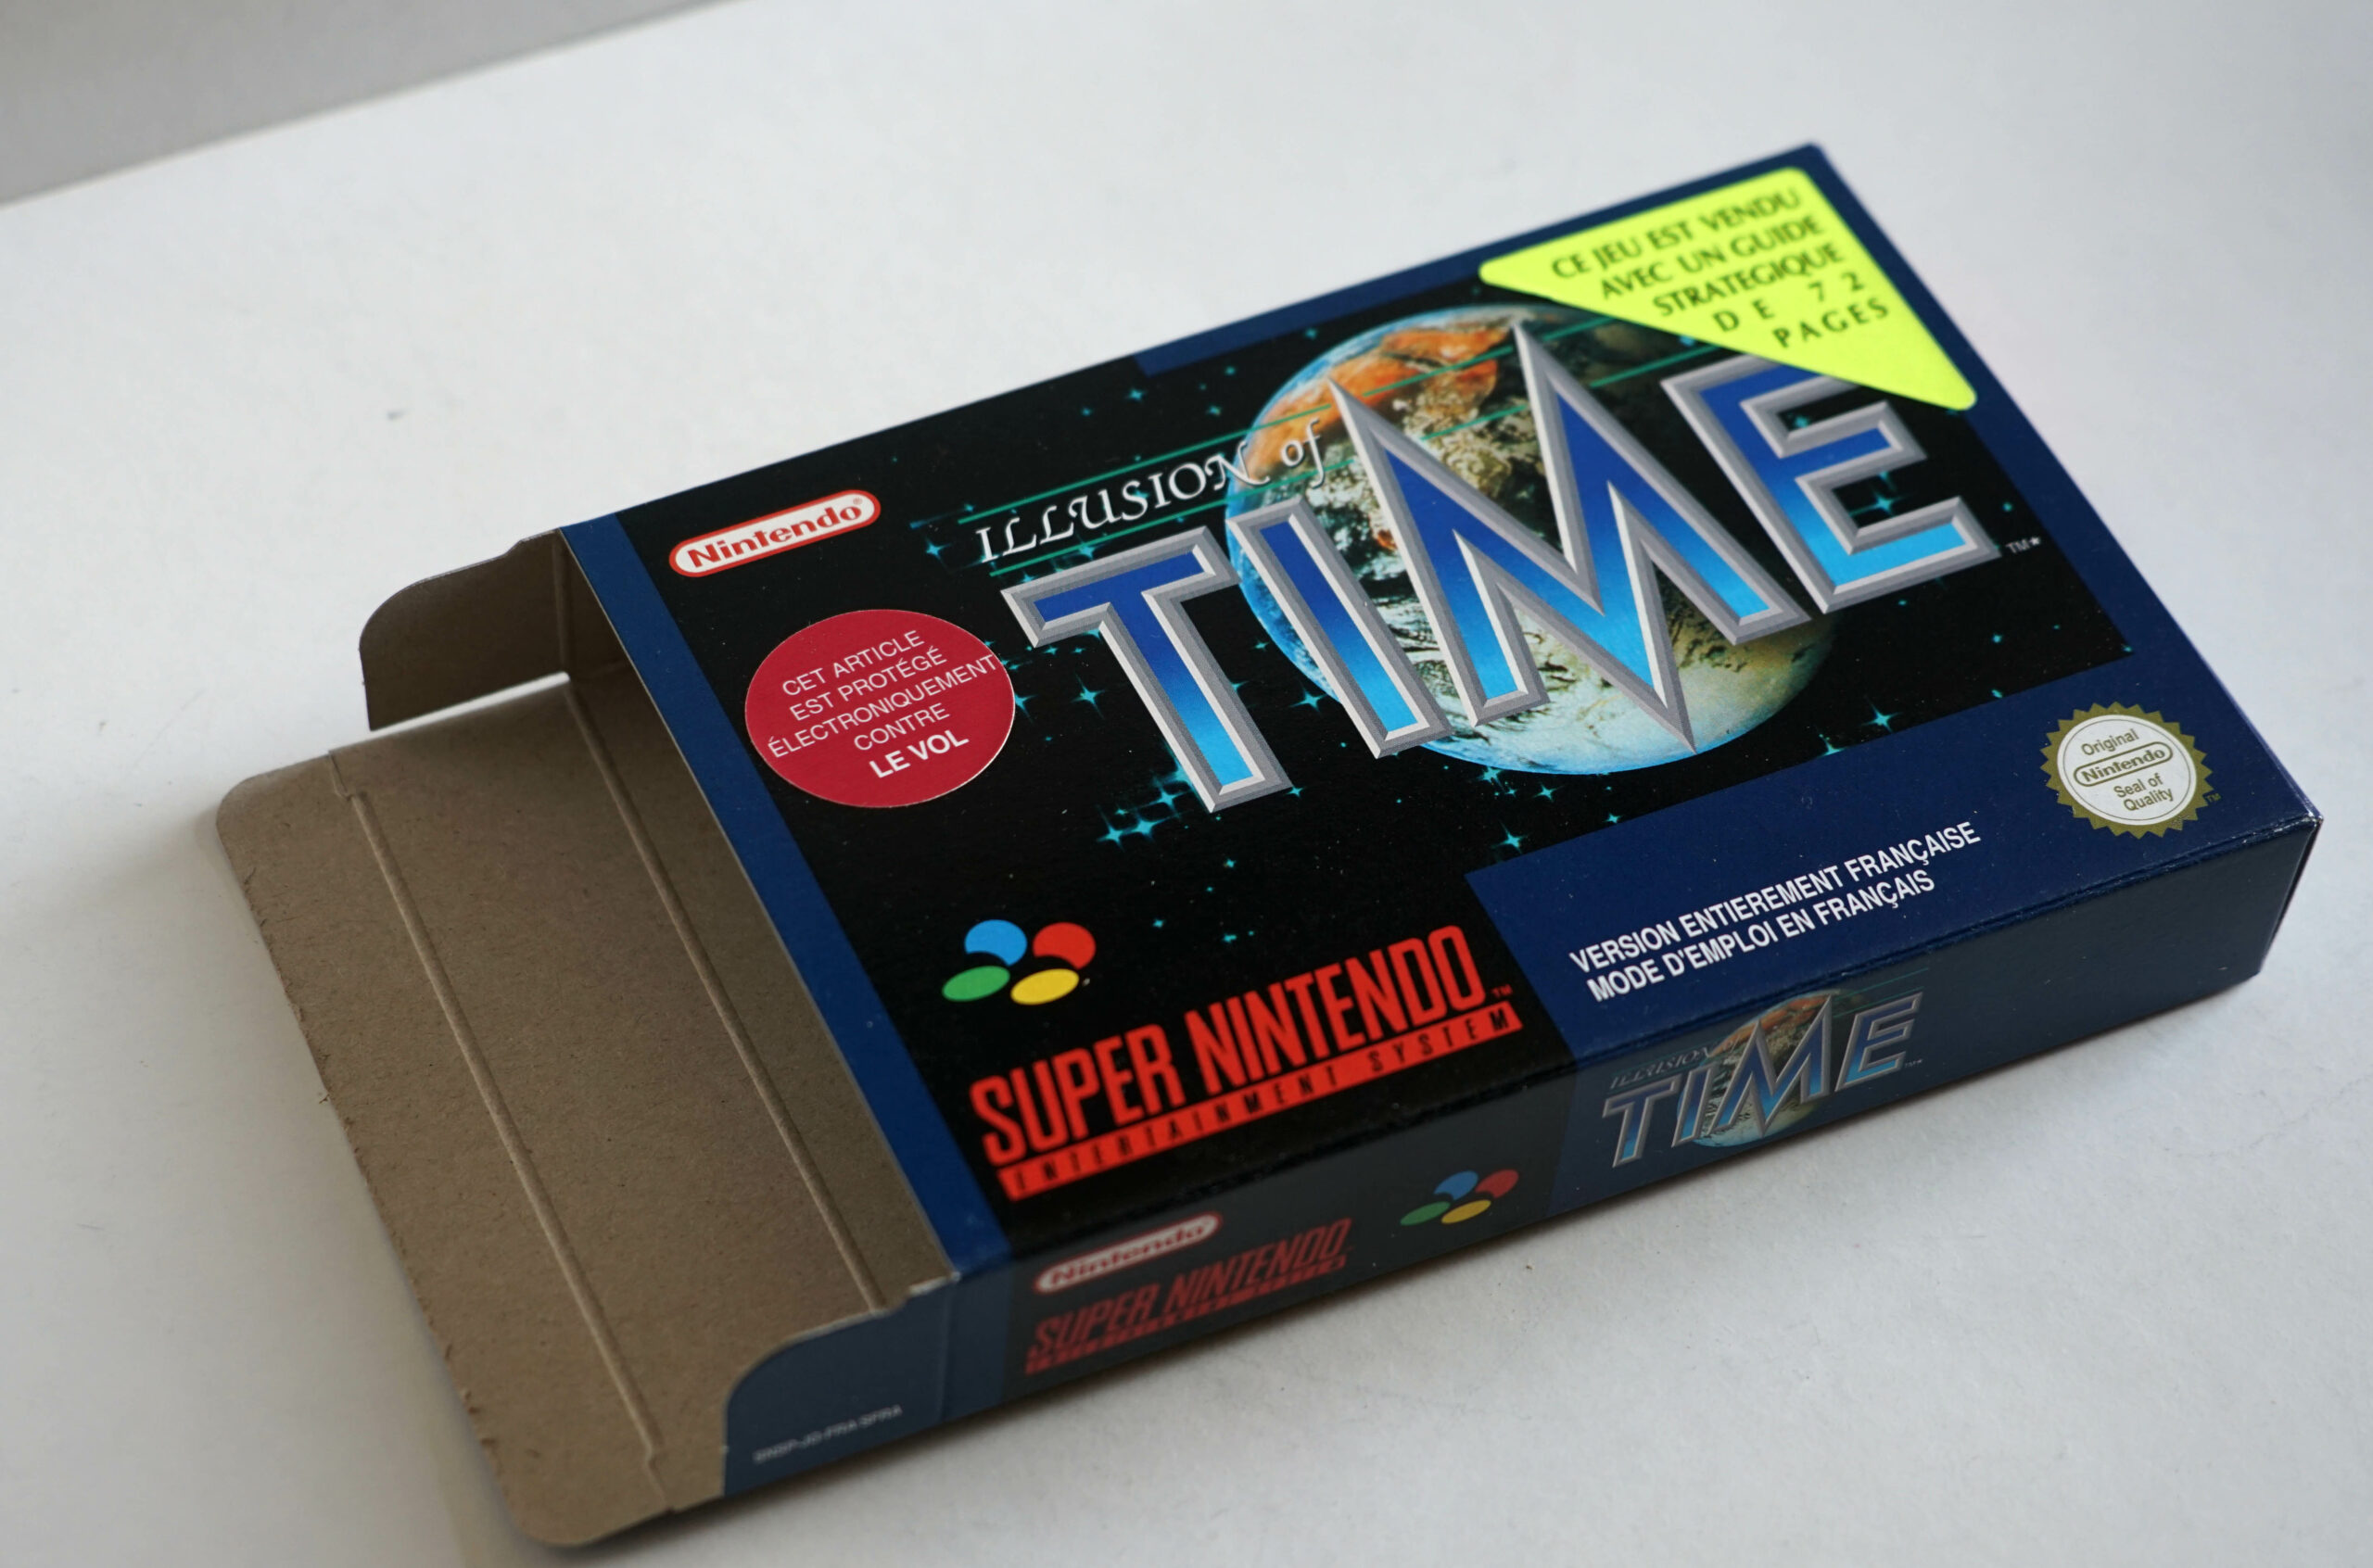 CE JEU EST VENDU
AVEC UN GUIDE
STRATEGIQUE
DE 72
PAGES
Nintendo®
ILLUSION of
TIME
TM*
CET ARTICLE
EST PROTÉGÉ
ÉLECTRONIQUEMENT
CONTRE
LE VOL
Original
Nintendo
Seal of
Quality
TM
VERSION ENTIEREMENT FRANÇAISE
MODE D'EMPLOI EN FRANÇAIS
SUPER NINTENDO™
ENTERTAINMENT SYSTEM
ILLUSION of
TIME
Nintendo
SUPER NINTENDO